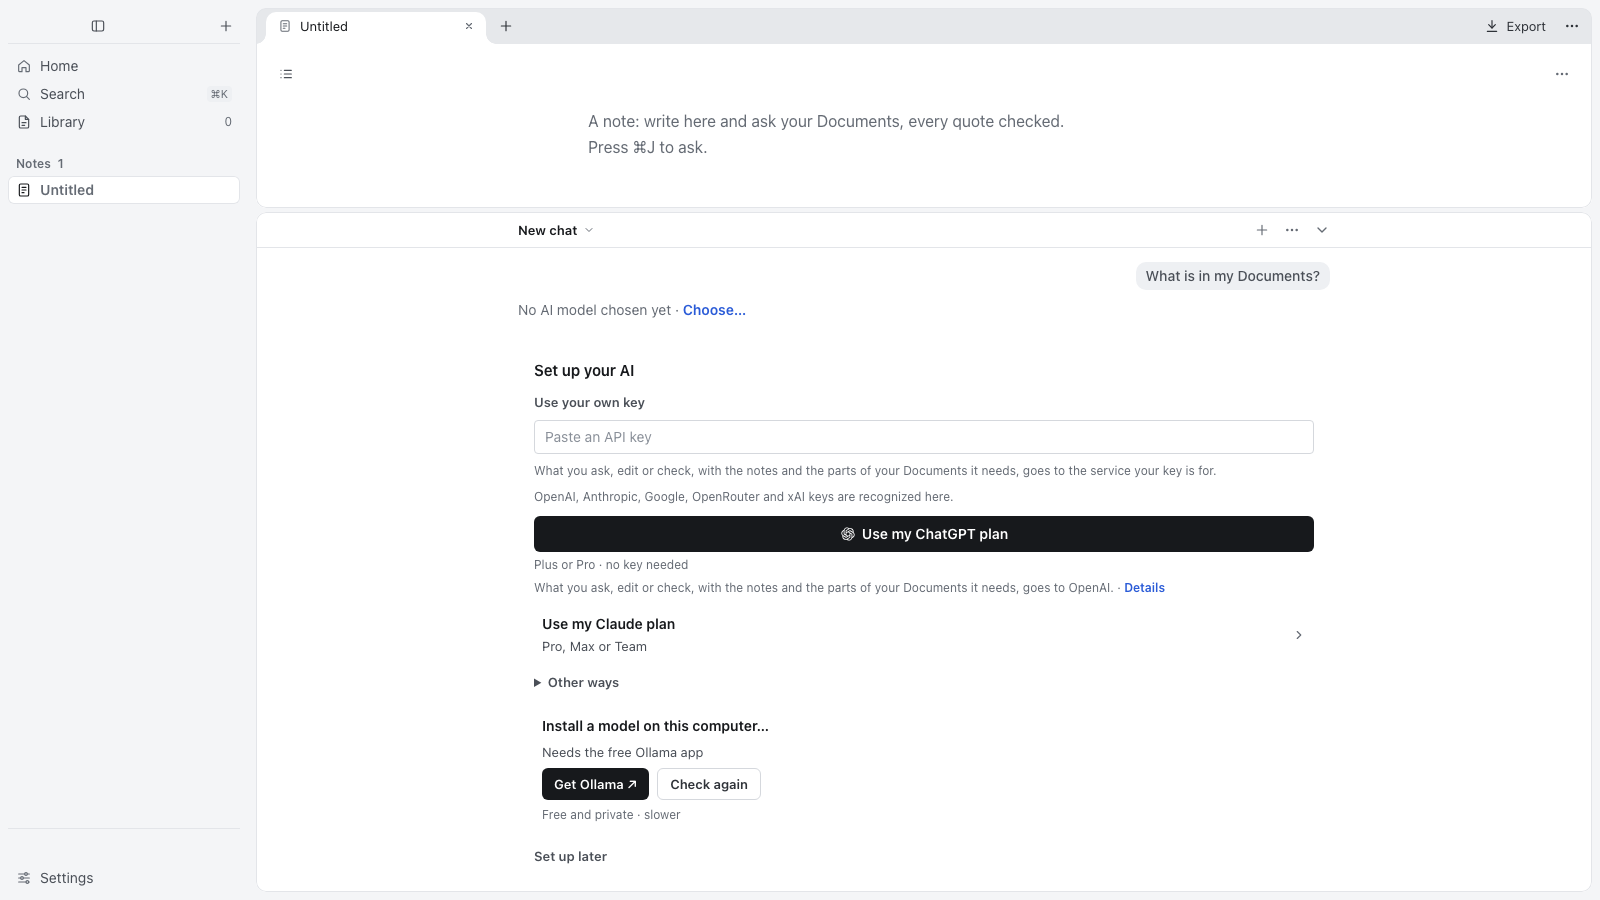 Untitled
Export
Home
Search ⌘K
Library 0
Notes 1
Untitled
A note: write here and ask your Documents, every quote checked.
Press ⌘J to ask.
New chat
What is in my Documents?
No AI model chosen yet · Choose...
Set up your AI
Use your own key
Paste an API key
What you ask, edit or check, with the notes and the parts of your Documents it needs, goes to the service your key is for.
OpenAI, Anthropic, Google, OpenRouter and xAI keys are recognized here.
Use my ChatGPT plan
Plus or Pro · no key needed
What you ask, edit or check, with the notes and the parts of your Documents it needs, goes to OpenAI. · Details
Use my Claude plan
Pro, Max or Team
Other ways
Install a model on this computer...
Needs the free Ollama app
Get Ollama ↗ Check again
Free and private · slower
Set up later
Settings